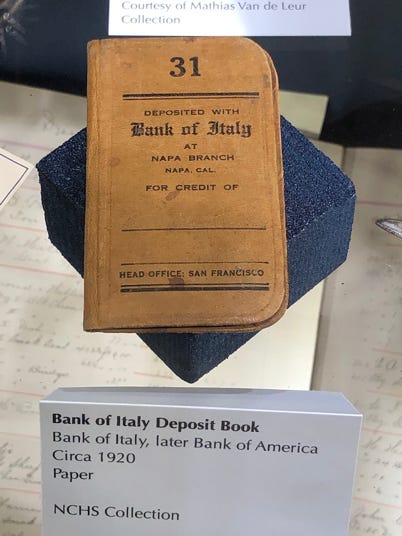 Courtesy of Mathias Van de Leur
Collection
31
DEPOSITED WITH
Bank of Italy
AT
NAPA BRANCH
NAPA, CAL.
FOR CREDIT OF
HEAD OFFICE: SAN FRANCISCO
Bank of Italy Deposit Book
Bank of Italy, later Bank of America
Circa 1920
Paper
NCHS Collection